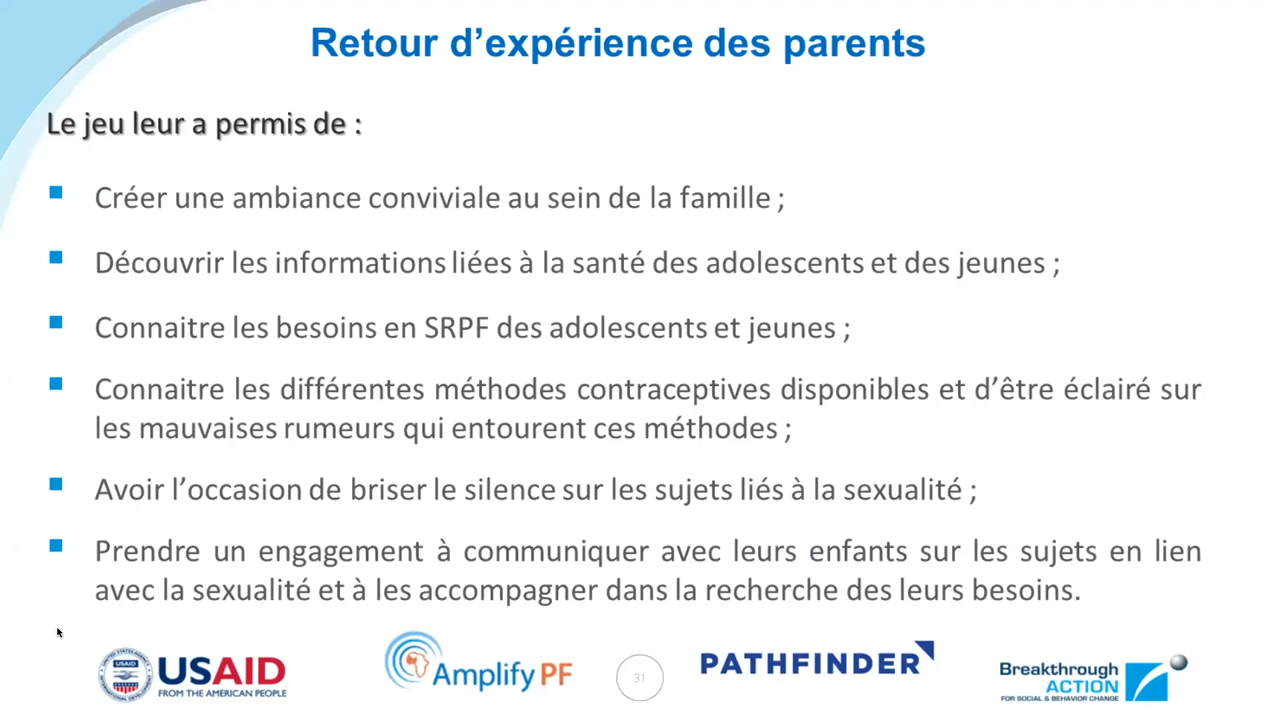 Retour d’expérience des parents
Le jeu leur a permis de :
Créer une ambiance conviviale au sein de la famille ;
Découvrir les informations liées à la santé des adolescents et des jeunes ;
Connaitre les besoins en SRPF des adolescents et jeunes ;
Connaitre les différentes méthodes contraceptives disponibles et d’être éclairé sur
les mauvaises rumeurs qui entourent ces méthodes ;
Avoir l’occasion de briser le silence sur les sujets liés à la sexualité ;
Prendre un engagement à communiquer avec leurs enfants sur les sujets en lien
avec la sexualité et à les accompagner dans la recherche des leurs besoins.
USAID
USAID
FROM THE AMERICAN PEOPLE
Amplify PF
31
PATHFINDER
Breakthrough
ACTION
FOR SOCIAL & BEHAVIOR CHANGE